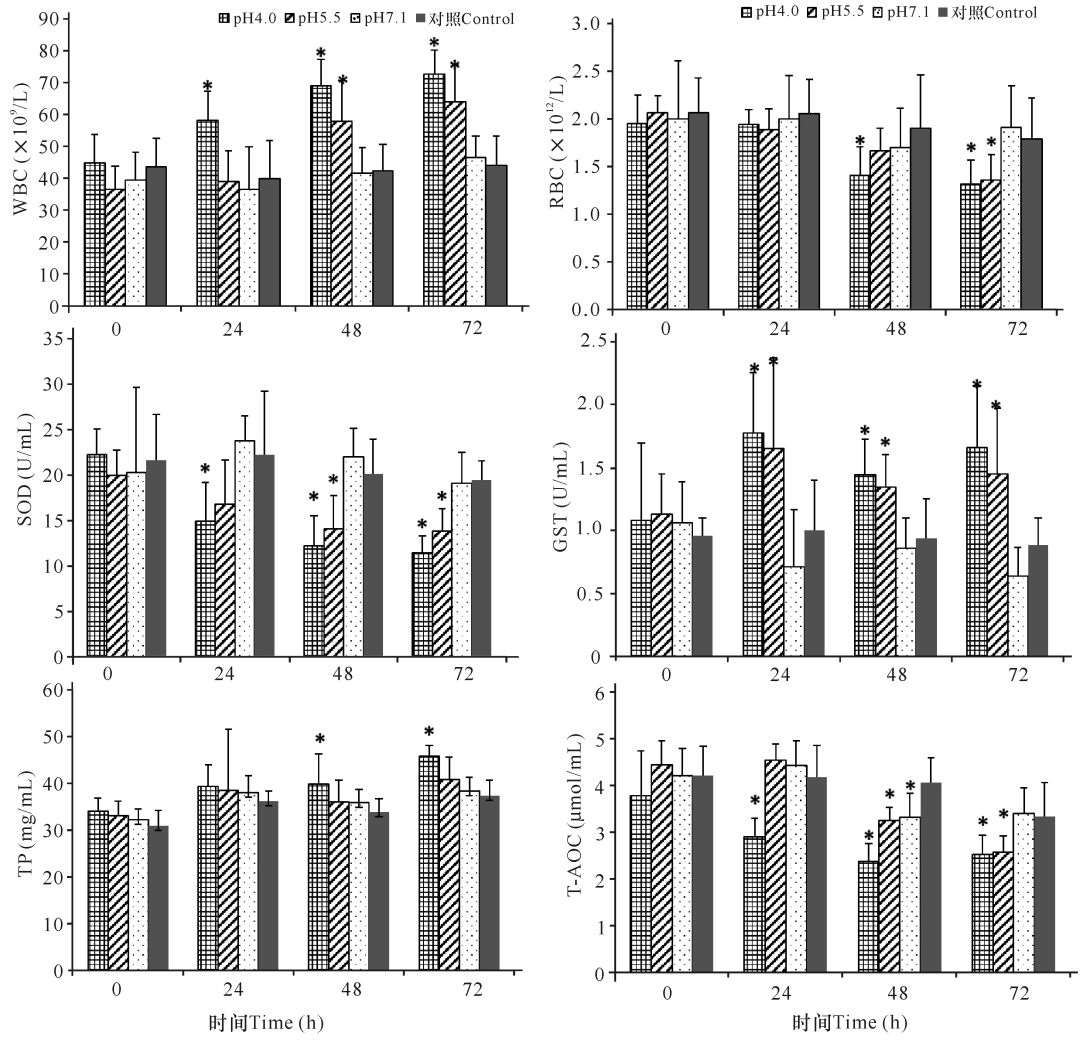 pH4.0 pH5.5 pH7.1 对照Control
WBC (×10⁹/L)
90
80
70
60
50
40
30
20
10
0
* * * * *
0 24 48 72
pH4.0 pH5.5 pH7.1 对照Control
RBC (×10¹²/L)
3.0
2.5
2.0
1.5
1.0
0.5
0.0
* * *
0 24 48 72
SOD (U/mL)
35
30
25
20
15
10
5
0
* * * * *
0 24 48 72
GST (U/mL)
2.5
2.0
1.5
1.0
0.5
0
* * * * * *
0 24 48 72
TP (mg/mL)
60
50
40
30
20
10
0
* *
0 24 48 72
时间Time (h)
T-AOC (μmol/mL)
6
5
4
3
2
1
0
* * * * * *
0 24 48 72
时间Time (h)